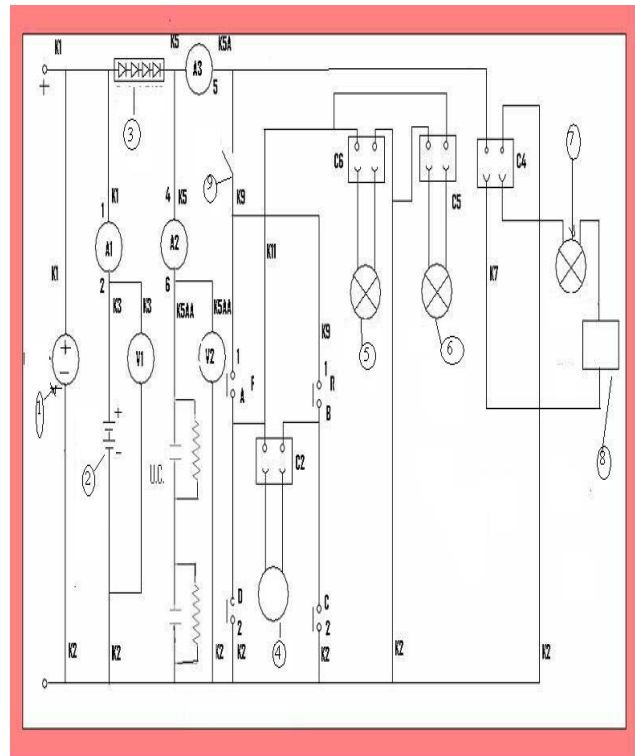 K1 K5 K5A
+ A3
5
3
7
C6 C4
C5
9
K1 1 4 K5 K9
A1 A2
K11
K1 2 6 K7
K3 K3 K5AA K5AA
K9
+
−
V1 V2
1 F 1 R
5 6
1
A B
+
−
2 U.C. C2 8
D C
2 2
4
K2 K2 K2 K2 K2 K2 K2